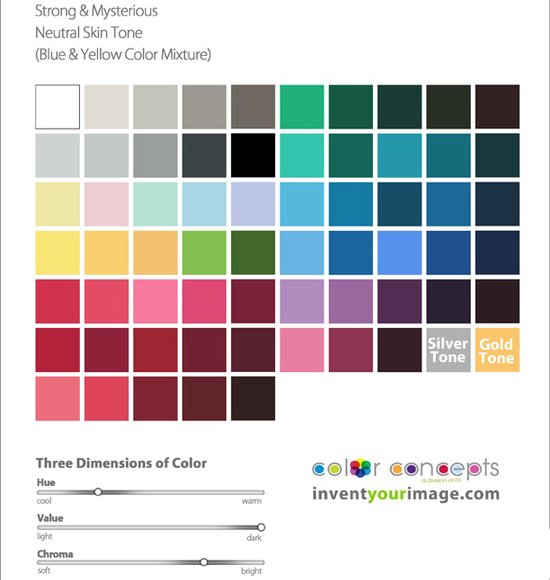 Strong & Mysterious
Neutral Skin Tone
(Blue & Yellow Color Mixture)
Silver
Tone
Gold
Tone
Three Dimensions of Color
Hue
cool warm
Value
light dark
Chroma
soft bright
color concepts
a division of IYI
inventyourimage.com